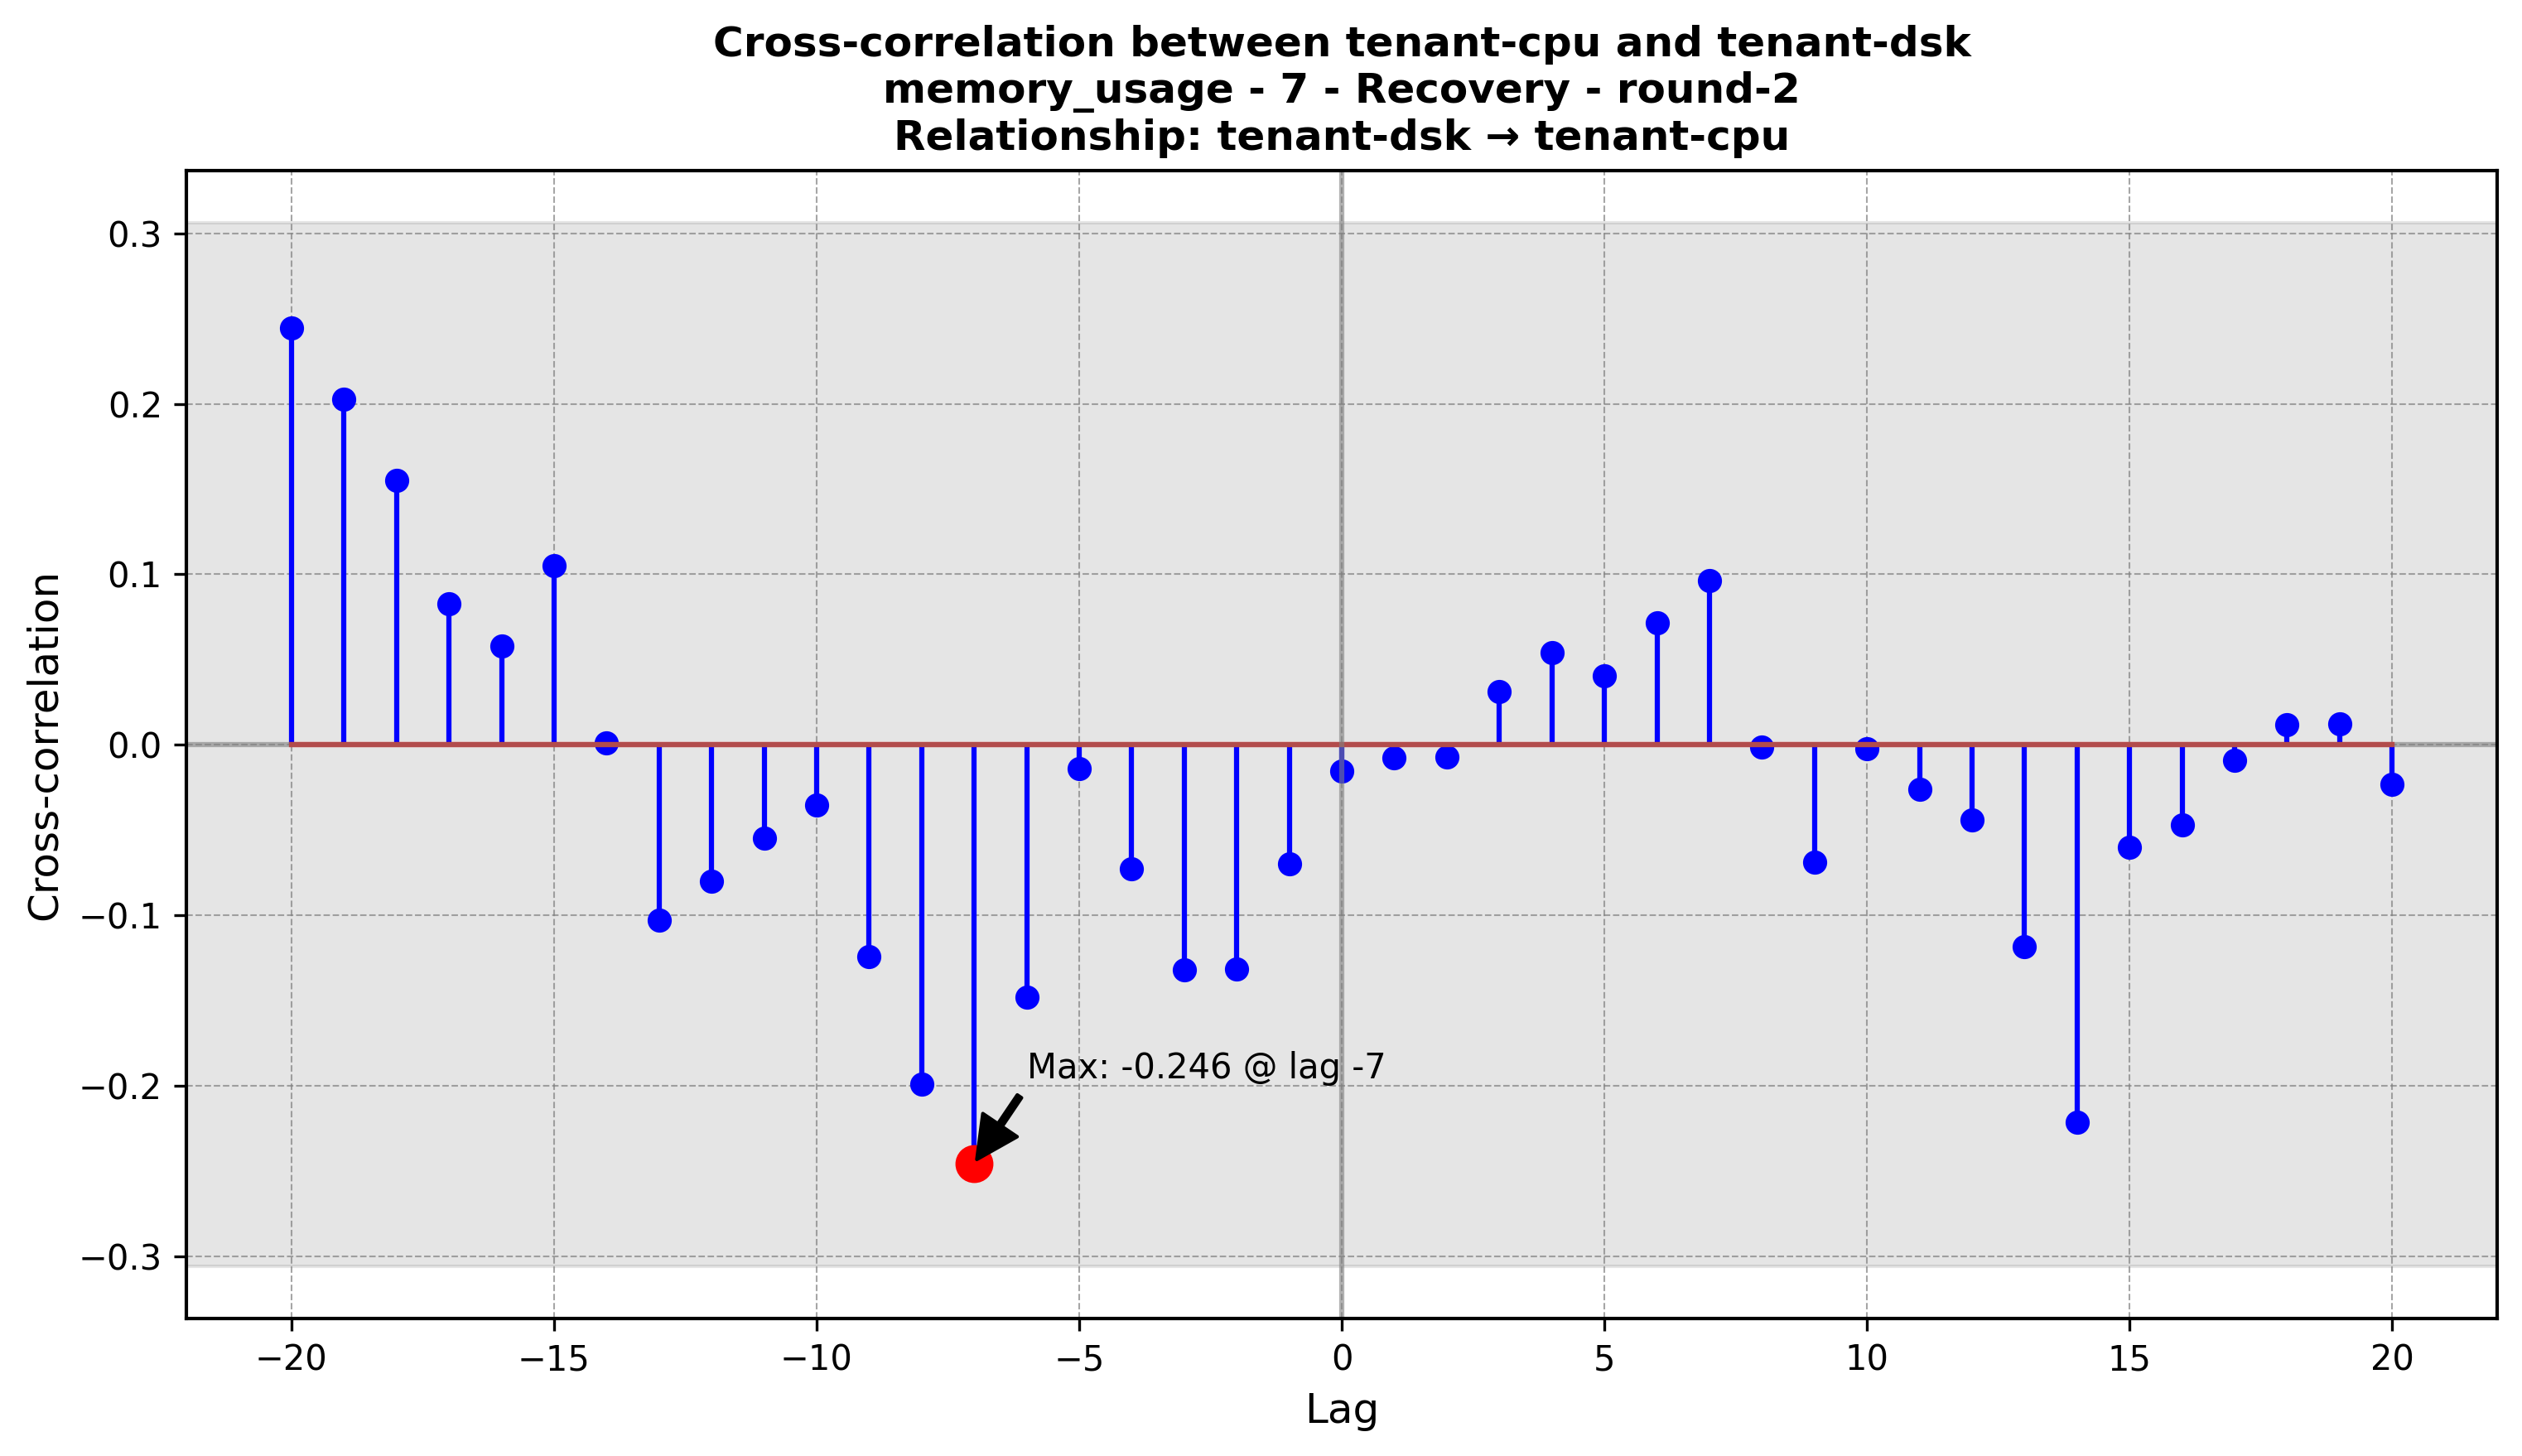 Cross-correlation between tenant-cpu and tenant-dsk
memory_usage - 7 - Recovery - round-2
Relationship: tenant-dsk → tenant-cpu
Cross-correlation
0.3
0.2
0.1
0.0
−0.1
−0.2
−0.3
Max: -0.246 @ lag -7
−20 −15 −10 −5 0 5 10 15 20
Lag